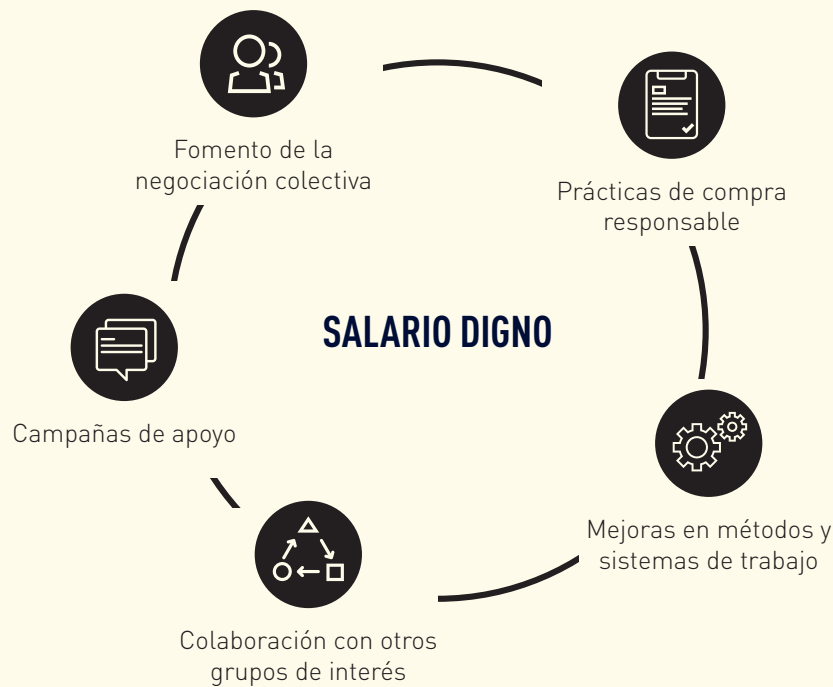 Fomento de la
negociación colectiva
Prácticas de compra
responsable
SALARIO DIGNO
Campañas de apoyo
Mejoras en métodos y
sistemas de trabajo
Colaboración con otros
grupos de interés